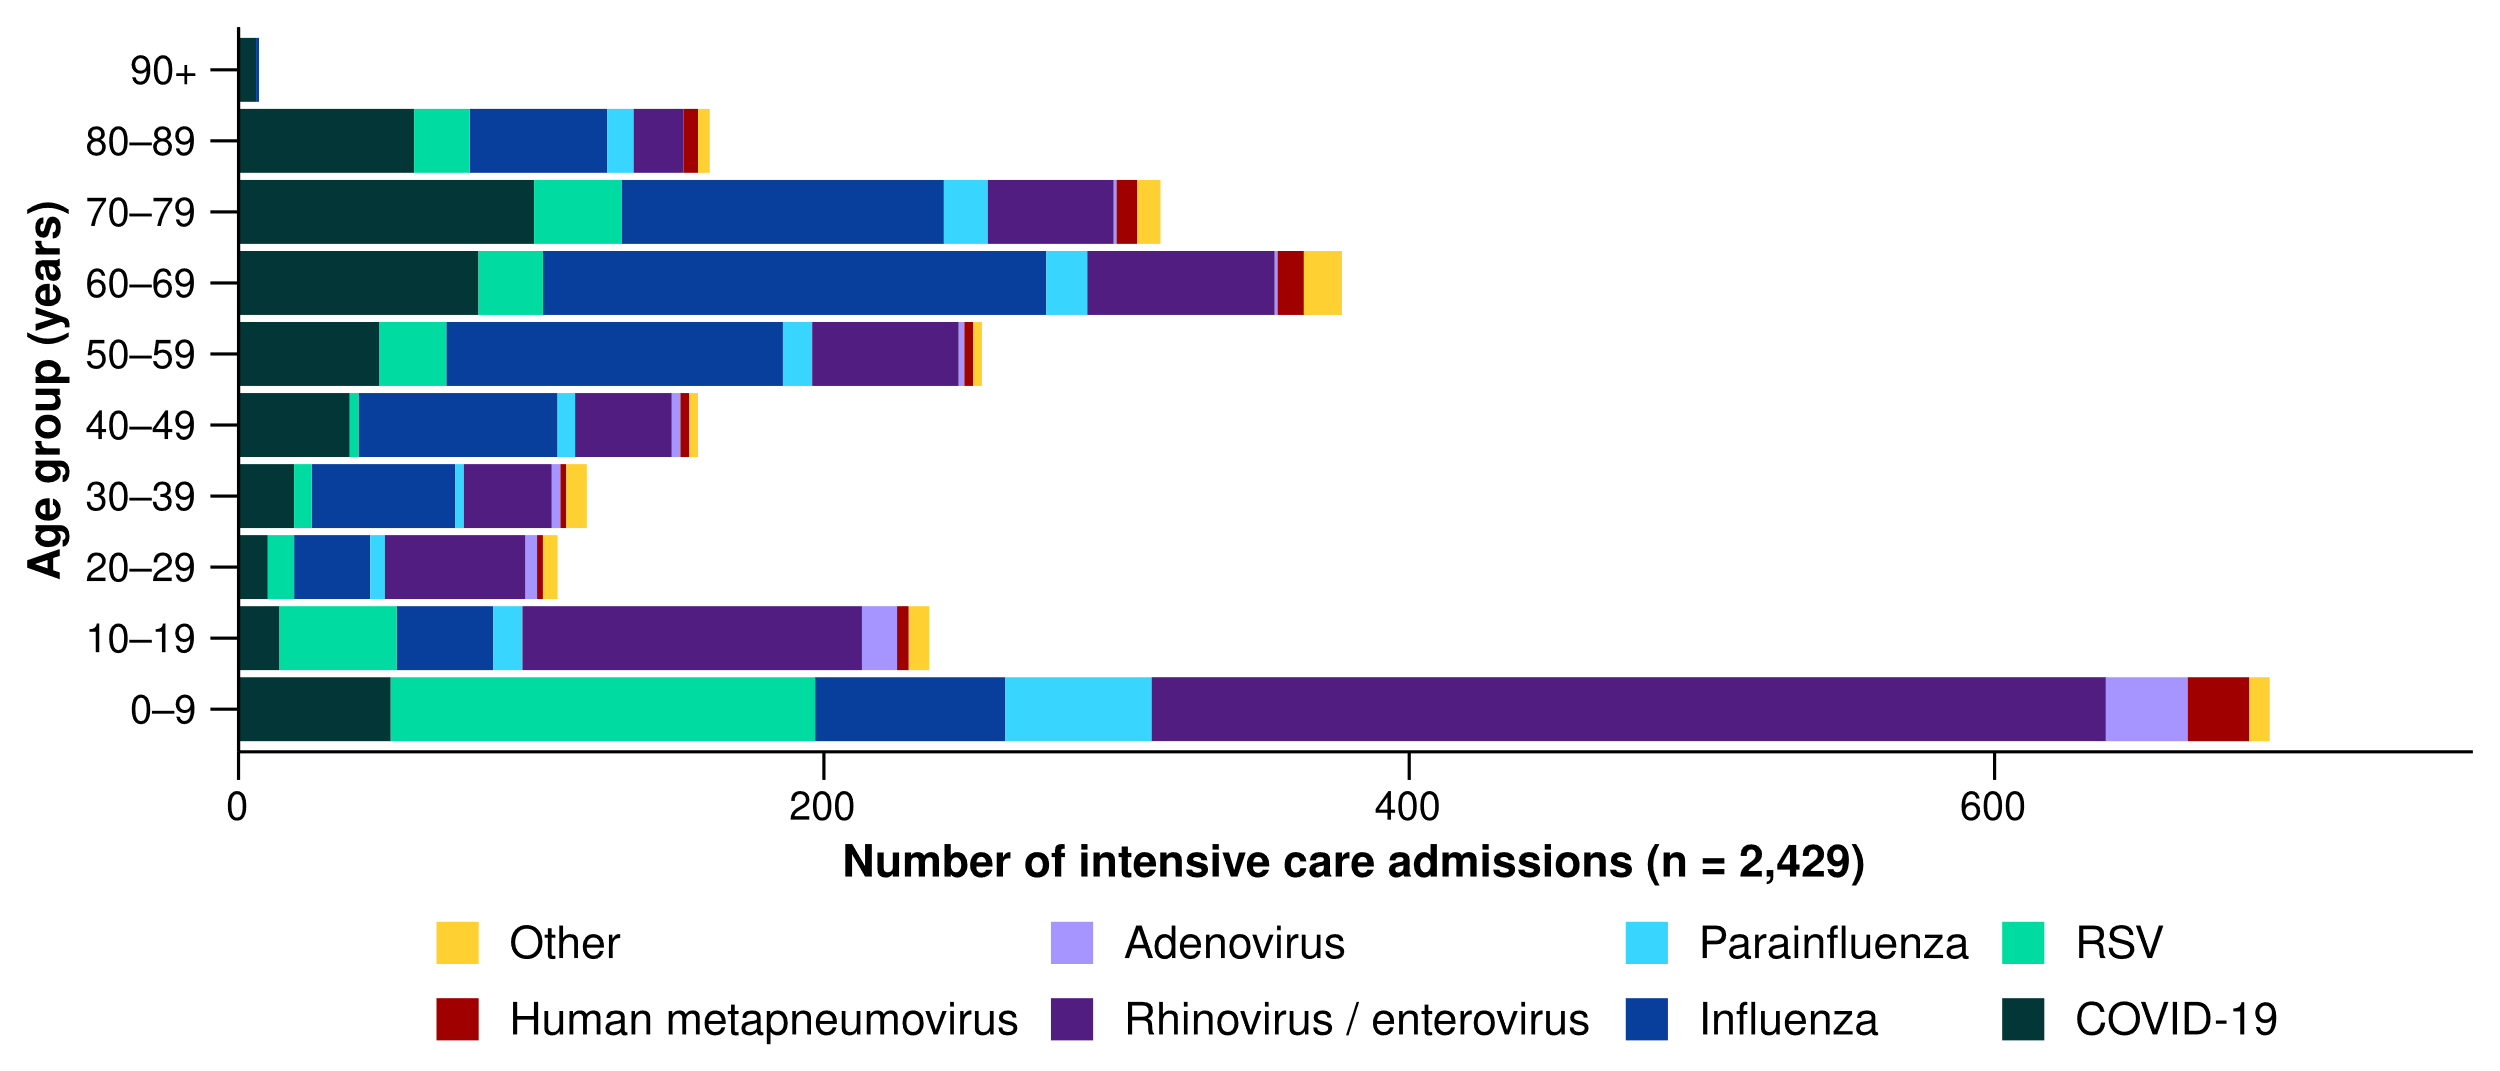 90+
80–89
70–79
60–69
50–59
40–49
30–39
20–29
10–19
0–9
Age group (years)
0 200 400 600
Number of intensive care admissions (n = 2,429)
Other Adenovirus Parainfluenza RSV
Human metapneumovirus Rhinovirus / enterovirus Influenza COVID-19